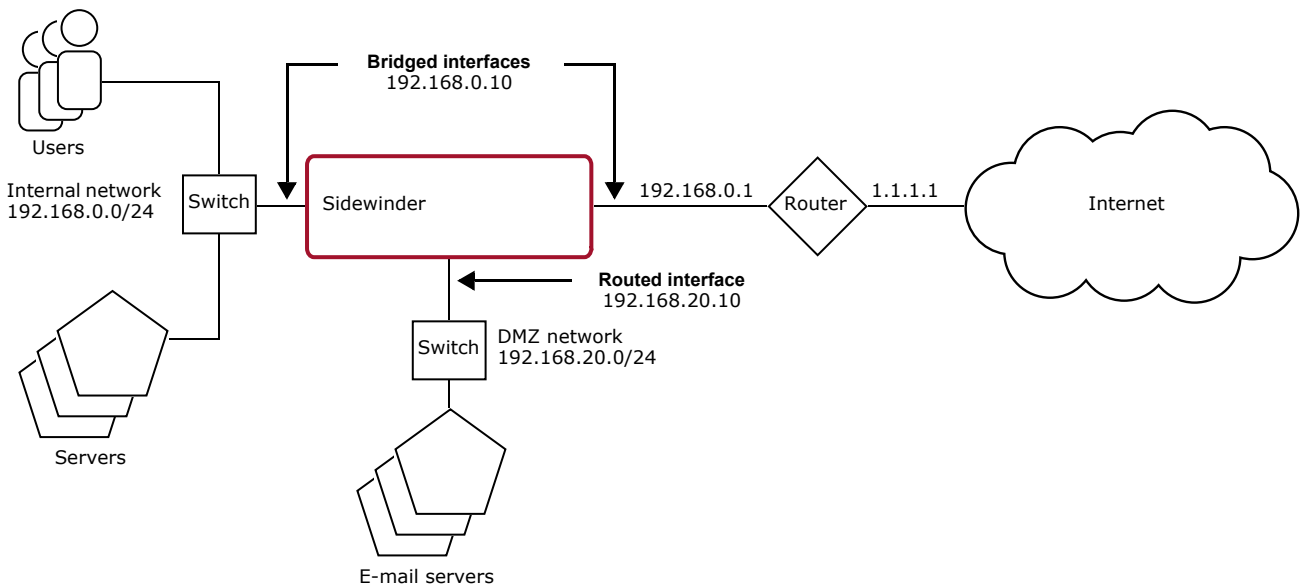 Bridged interfaces
192.168.0.10
Users
Internal network
192.168.0.0/24
Switch
Sidewinder
192.168.0.1
Router
1.1.1.1
Internet
Routed interface
192.168.20.10
Switch
DMZ network
192.168.20.0/24
Servers
E-mail servers